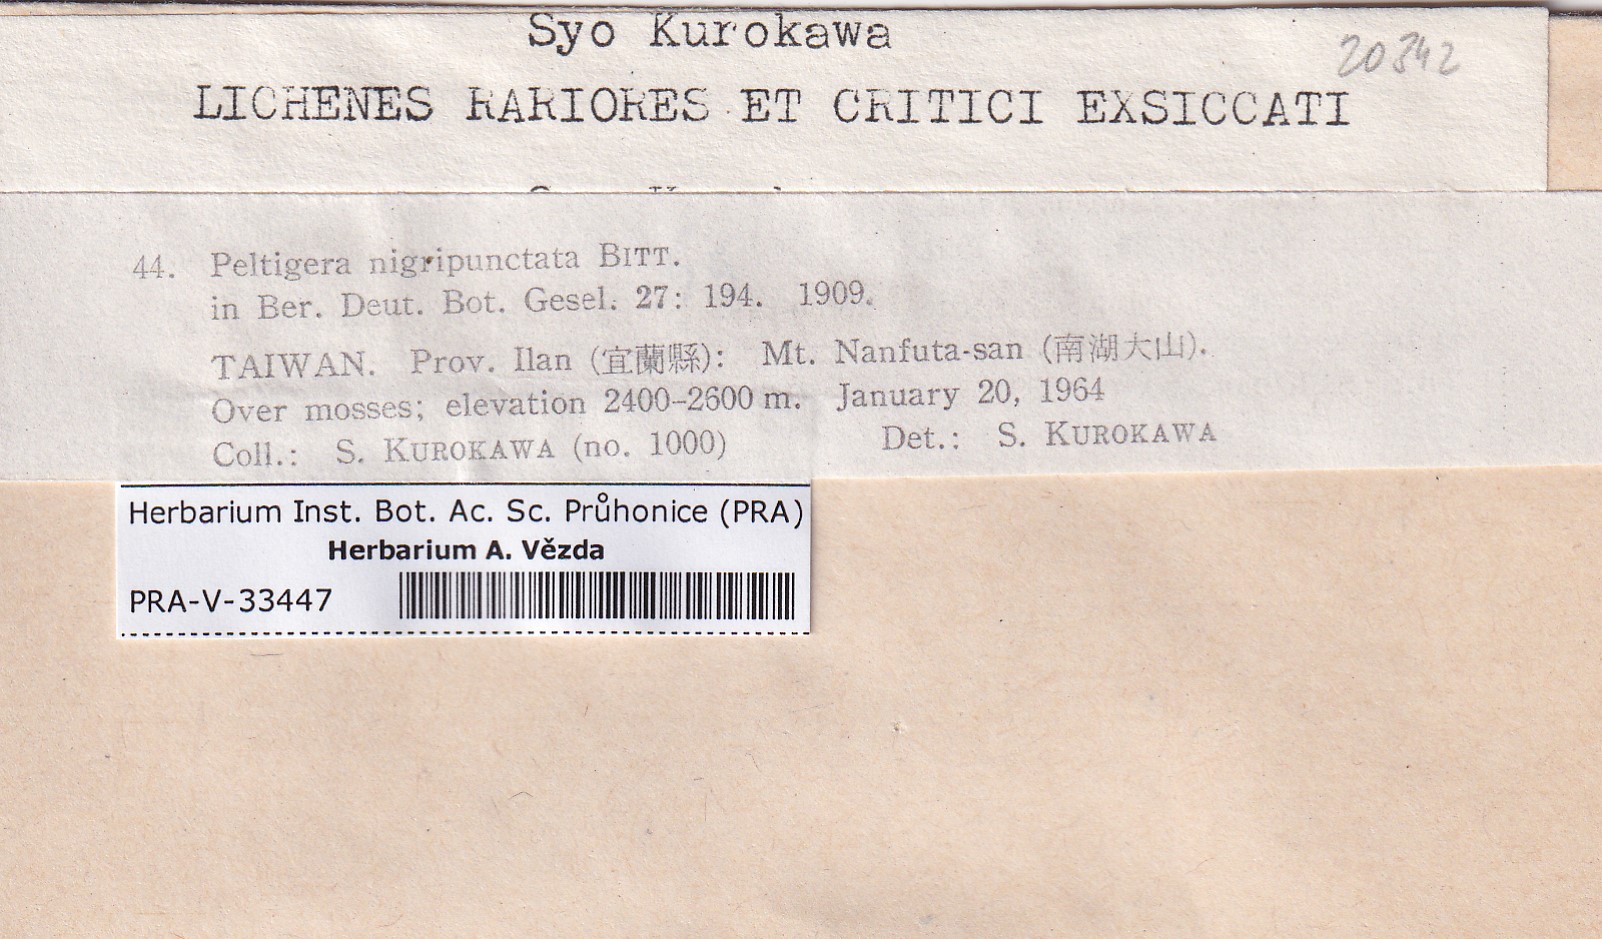 Syo Kurokawa
20342
LICHENES RARIORES ET CRITICI EXSICCATI
44. Peltigera nigripunctata BITT.
in Ber. Deut. Bot. Gesel. 27: 194. 1909.
TAIWAN. Prov. Ilan (宜蘭縣): Mt. Nanfuta-san (南湖大山).
Over mosses; elevation 2400-2600 m. January 20, 1964
Coll.: S. KUROKAWA (no. 1000) Det.: S. KUROKAWA
Herbarium Inst. Bot. Ac. Sc. Průhonice (PRA)
Herbarium A. Vězda
PRA-V-33447